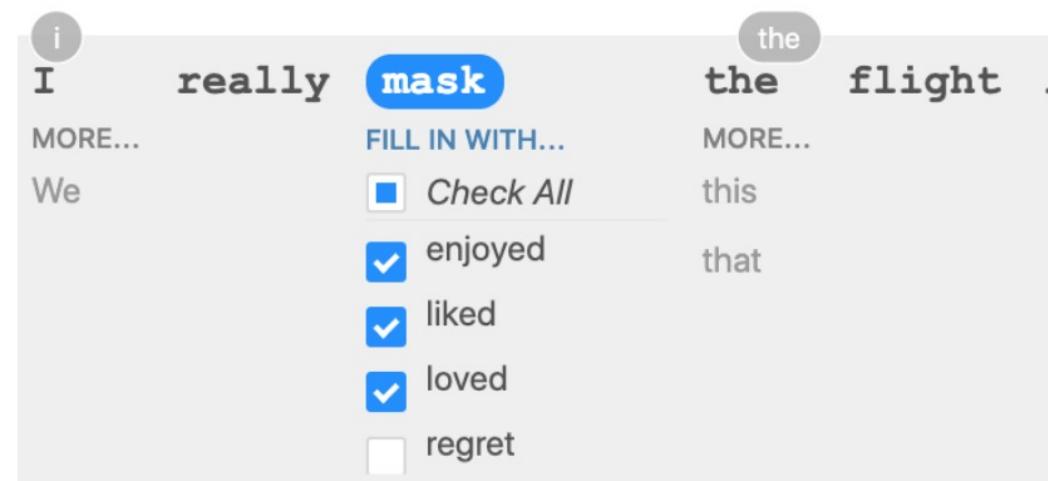 i the
I really mask the flight .
MORE... FILL IN WITH... MORE...
We Check All this
enjoyed that
liked
loved
regret